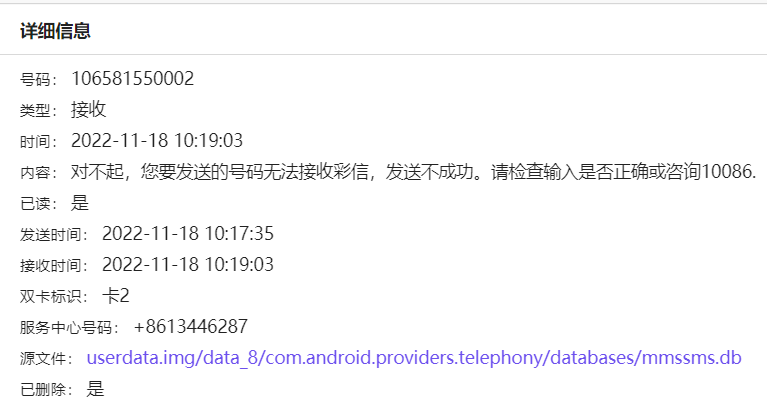 详细信息
号码： 106581550002
类型： 接收
时间： 2022-11-18 10:19:03
内容： 对不起，您要发送的号码无法接收彩信，发送不成功。请检查输入是否正确或咨询10086.
已读： 是
发送时间： 2022-11-18 10:17:35
接收时间： 2022-11-18 10:19:03
双卡标识： 卡2
服务中心号码： +8613446287
源文件： userdata.img/data_8/com.android.providers.telephony/databases/mmssms.db
已删除： 是